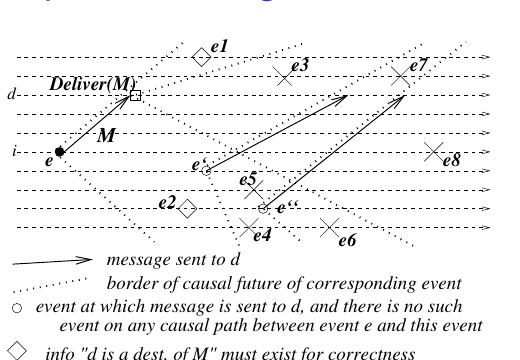 e1
e3
e7
Deliver(M)
d
M
i
e
e8
e‘
e5
e2
e“
e4
e6
message sent to d
border of causal future of corresponding event
event at which message is sent to d, and there is no such
event on any causal path between event e and this event
info "d is a dest. of M" must exist for correctness